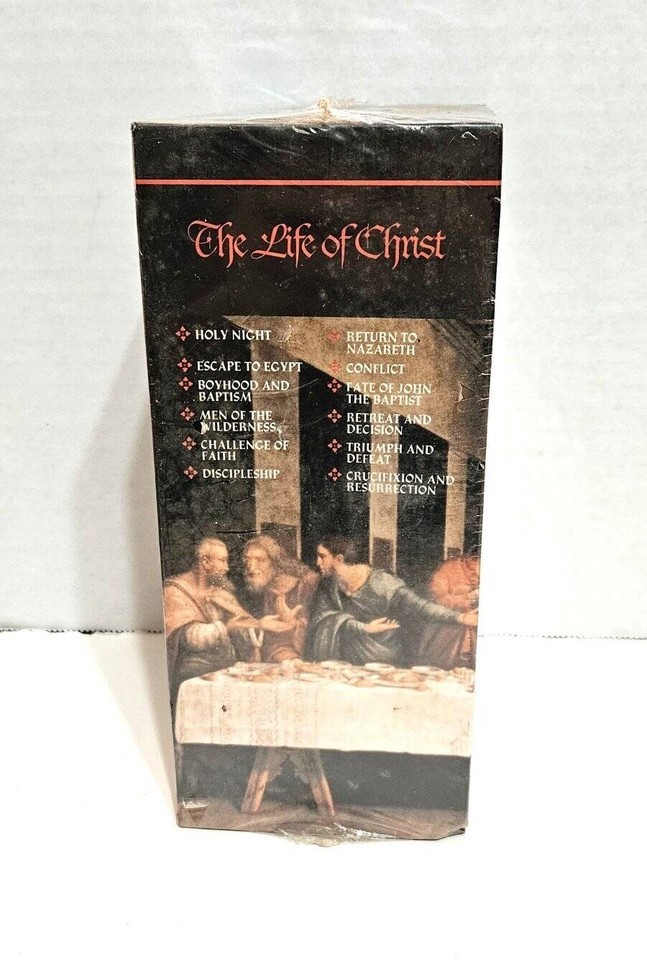 The Life of Christ
HOLY NIGHT
ESCAPE TO EGYPT
BOYHOOD AND
BAPTISM
MEN OF THE
WILDERNESS
CHALLENGE OF
FAITH
DISCIPLESHIP
RETURN TO
NAZARETH
CONFLICT
FATE OF JOHN
THE BAPTIST
RETREAT AND
DECISION
TRIUMPH AND
DEFEAT
CRUCIFIXION AND
RESURRECTION